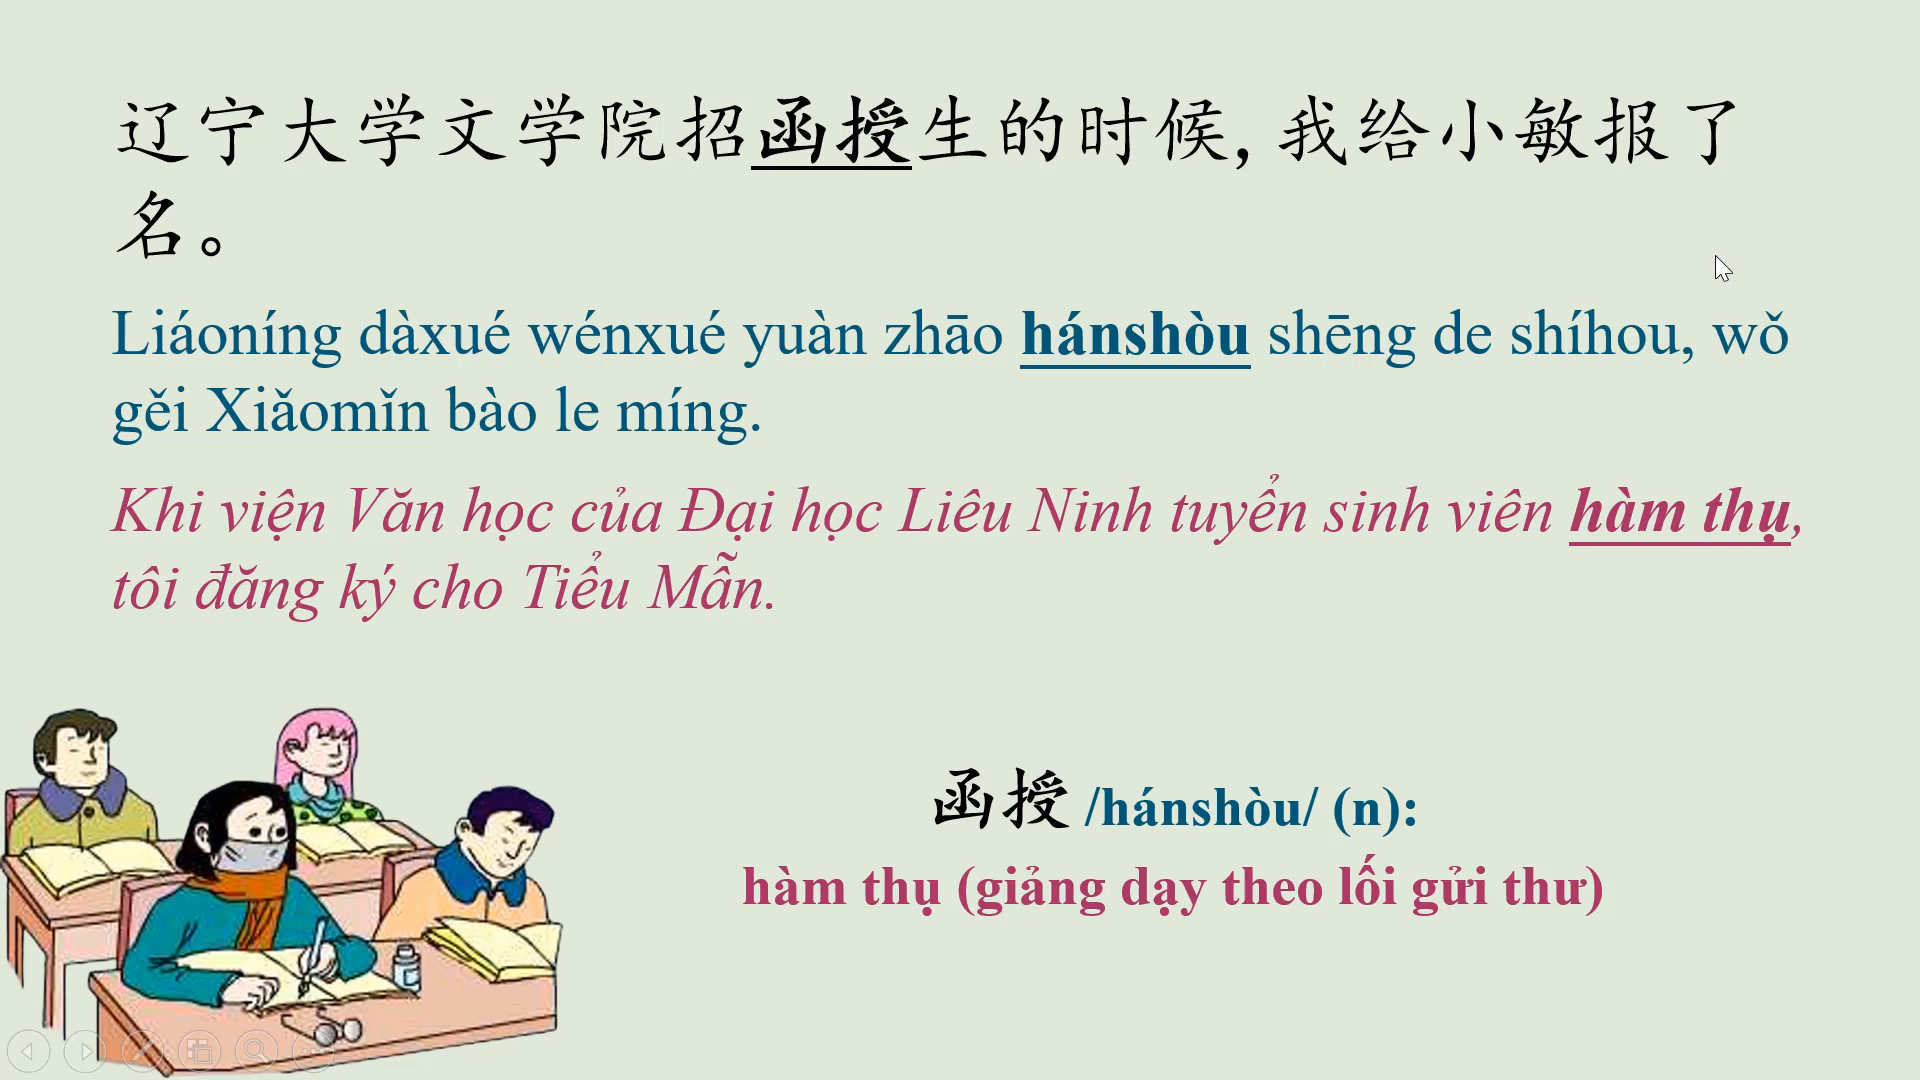 辽宁大学文学院招函授生的时候, 我给小敏报了
名。
Liáoníng dàxué wénxué yuàn zhāo hánshòu shēng de shíhou, wǒ
gěi Xiǎomǐn bào le míng.
Khi viện Văn học của Đại học Liêu Ninh tuyển sinh viên hàm thụ,
tôi đăng ký cho Tiểu Mẫn.
函授 /hánshòu/ (n):
hàm thụ (giảng dạy theo lối gửi thư)